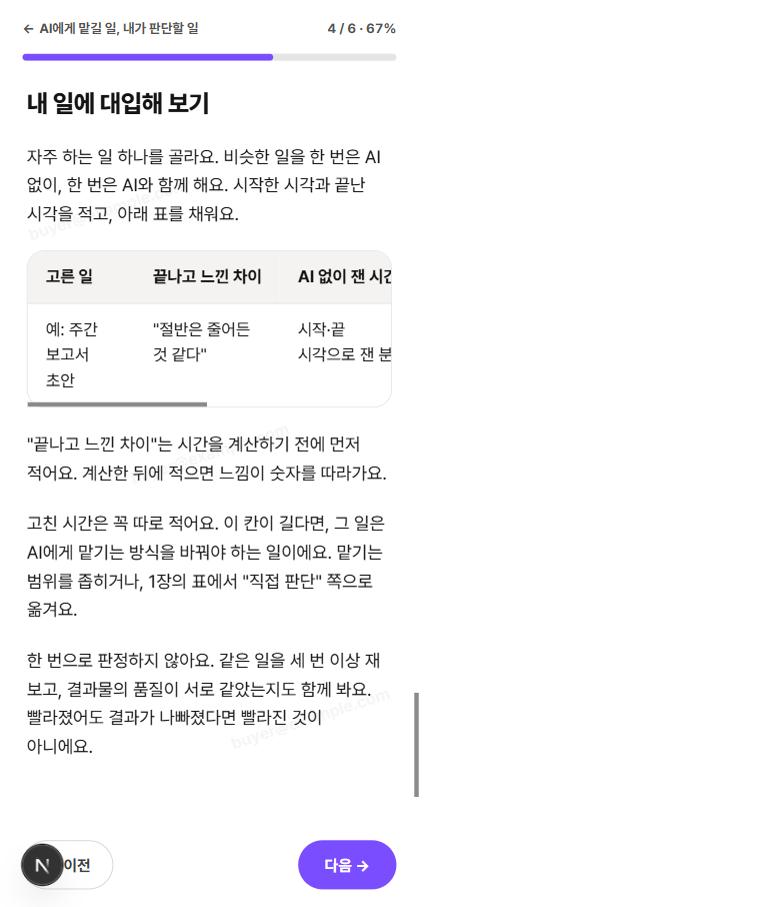 ← AI에게 맡길 일, 내가 판단할 일
4 / 6 · 67%
내 일에 대입해 보기
자주 하는 일 하나를 골라요. 비슷한 일을 한 번은 AI
없이, 한 번은 AI와 함께 해요. 시작한 시각과 끝난
시각을 적고, 아래 표를 채워요.
고른 일
끝나고 느낀 차이
AI 없이 잰 시간
예: 주간
보고서
초안
"절반은 줄어든
것 같다"
시작·끝
시각으로 잰 분
"끝나고 느낀 차이"는 시간을 계산하기 전에 먼저
적어요. 계산한 뒤에 적으면 느낌이 숫자를 따라가요.
고친 시간은 꼭 따로 적어요. 이 칸이 길다면, 그 일은
AI에게 맡기는 방식을 바꿔야 하는 일이에요. 맡기는
범위를 좁히거나, 1장의 표에서 "직접 판단" 쪽으로
옮겨요.
한 번으로 판정하지 않아요. 같은 일을 세 번 이상 재
보고, 결과물의 품질이 서로 같았는지도 함께 봐요.
빨라졌어도 결과가 나빠졌다면 빨라진 것이
아니에요.
N
이전
다음 →